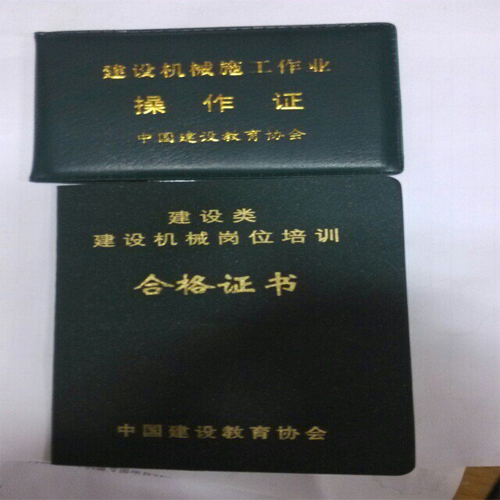 建设机械施工作业
操作证
中国建设教育协会
建设类
建设机械岗位培训
合格证书
中国建设教育协会